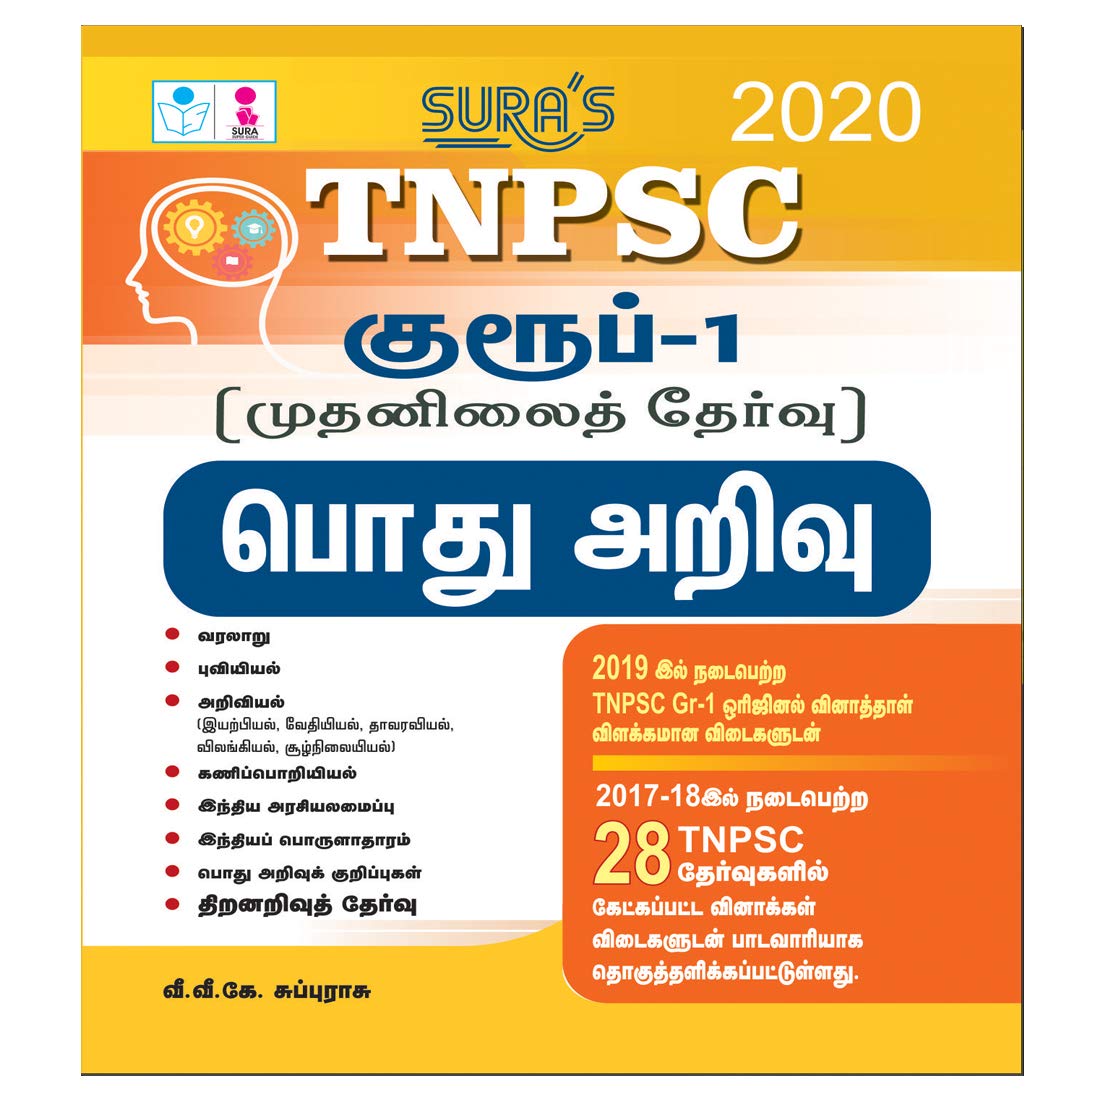 SURA'S
2020
SURA
SUPER GUIDE
TNPSC
குரூப்-1
(முதனிலைத் தேர்வு)
பொது அறிவு
• வரலாறு
• புவியியல்
• அறிவியல்
(இயற்பியல், வேதியியல், தாவரவியல்,
விலங்கியல், சூழ்நிலையியல்)
• கணிப்பொறியியல்
• இந்திய அரசியலமைப்பு
• இந்தியப் பொருளாதாரம்
• பொது அறிவுக் குறிப்புகள்
• திறனறிவுத் தேர்வு
2019 இல் நடைபெற்ற
TNPSC Gr-1 ஒரிஜினல் வினாத்தாள்
விளக்கமான விடைகளுடன்
2017-18இல் நடைபெற்ற
28 TNPSC
தேர்வுகளில்
கேட்கப்பட்ட வினாக்கள்
விடைகளுடன் பாடவாரியாக
தொகுத்தளிக்கப்பட்டுள்ளது.
வீ.வீ.கே. சுப்புராசு